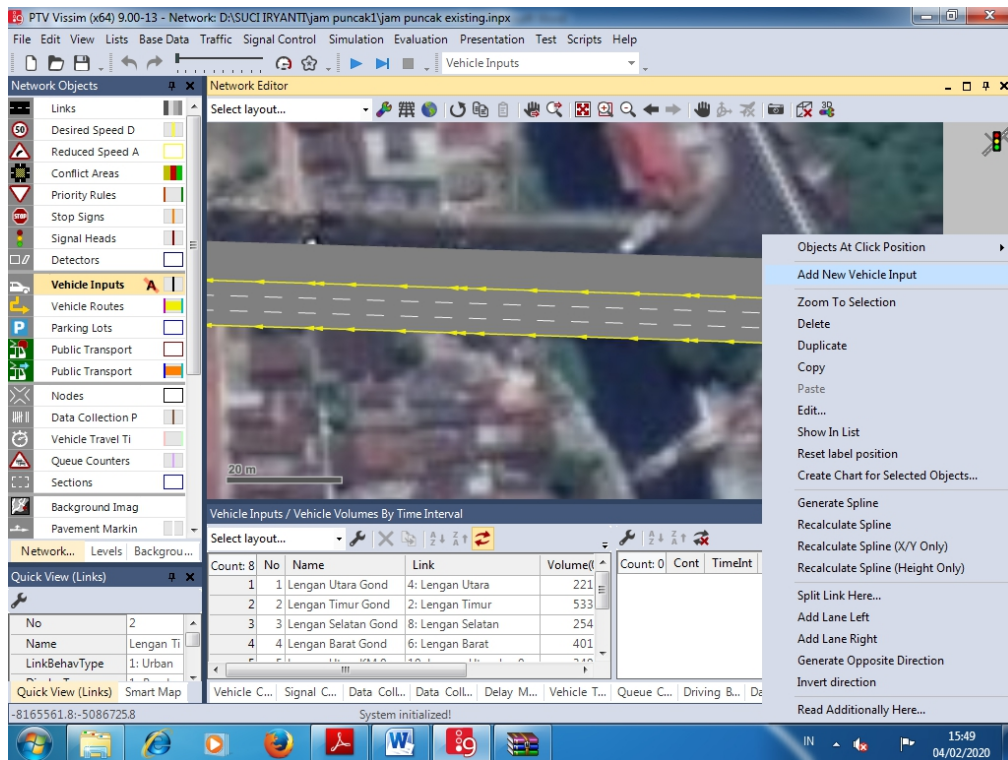 PTV Vissim (x64) 9.00-13 - Network: D:\SUCI IRYANTI\jam puncak1\jam puncak existing.inpx
File Edit View Lists Base Data Traffic Signal Control Simulation Evaluation Presentation Test Scripts Help
Vehicle Inputs
Network Objects
Links
50
Desired Speed D
Reduced Speed A
Conflict Areas
Priority Rules
STOP
Stop Signs
Signal Heads
Detectors
Vehicle Inputs
Vehicle Routes
P
Parking Lots
Public Transport
Public Transport
Nodes
Data Collection P
Vehicle Travel Ti
Queue Counters
Sections
Background Imag
Pavement Markin
Network... Levels Backgrou...
Quick View (Links)
No 2
Name Lengan Ti
LinkBehavType 1: Urban
Quick View (Links) Smart Map
Network Editor
Select layout...
3D
20 m
Vehicle Inputs / Vehicle Volumes By Time Interval
Select layout...
Count: 8 No Name Link Volume(
1 1 Lengan Utara Gond 4: Lengan Utara 221
2 2 Lengan Timur Gond 2: Lengan Timur 533
3 3 Lengan Selatan Gond 8: Lengan Selatan 254
4 4 Lengan Barat Gond 6: Lengan Barat 401
Count: 0 Cont TimeInt
Vehicle C... Signal C... Data Coll... Data Coll... Delay M... Vehicle T... Queue C... Driving B... Da
Objects At Click Position
Add New Vehicle Input
Zoom To Selection
Delete
Duplicate
Copy
Paste
Edit...
Show In List
Reset label position
Create Chart for Selected Objects...
Generate Spline
Recalculate Spline
Recalculate Spline (X/Y Only)
Recalculate Spline (Height Only)
Split Link Here...
Add Lane Left
Add Lane Right
Generate Opposite Direction
Invert direction
Read Additionally Here...
-8165561.8:-5086725.8
System initialized!
IN
15:49
04/02/2020